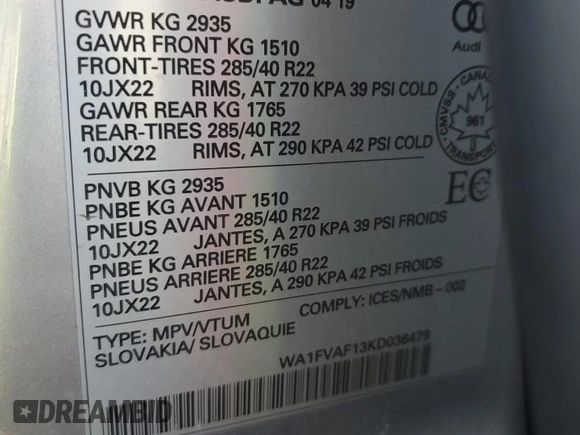 AG 04 19
GVWR KG 2935
GAWR FRONT KG 1510
FRONT-TIRES 285/40 R22
10JX22 RIMS, AT 270 KPA 39 PSI COLD
GAWR REAR KG 1765
REAR-TIRES 285/40 R22
10JX22 RIMS, AT 290 KPA 42 PSI COLD
Audi
CMVSS - CANADA
961
TRANSPORT
PNVB KG 2935
PNBE KG AVANT 1510
PNEUS AVANT 285/40 R22
10JX22 JANTES, A 270 KPA 39 PSI FROIDS
PNBE KG ARRIERE 1765
PNEUS ARRIERE 285/40 R22
10JX22 JANTES, A 290 KPA 42 PSI FROIDS
EC
TYPE: MPV/VTUM COMPLY: ICES/NMB-002
SLOVAKIA/ SLOVAQUIE
WA1FVAF13KD036479
DREAMBID